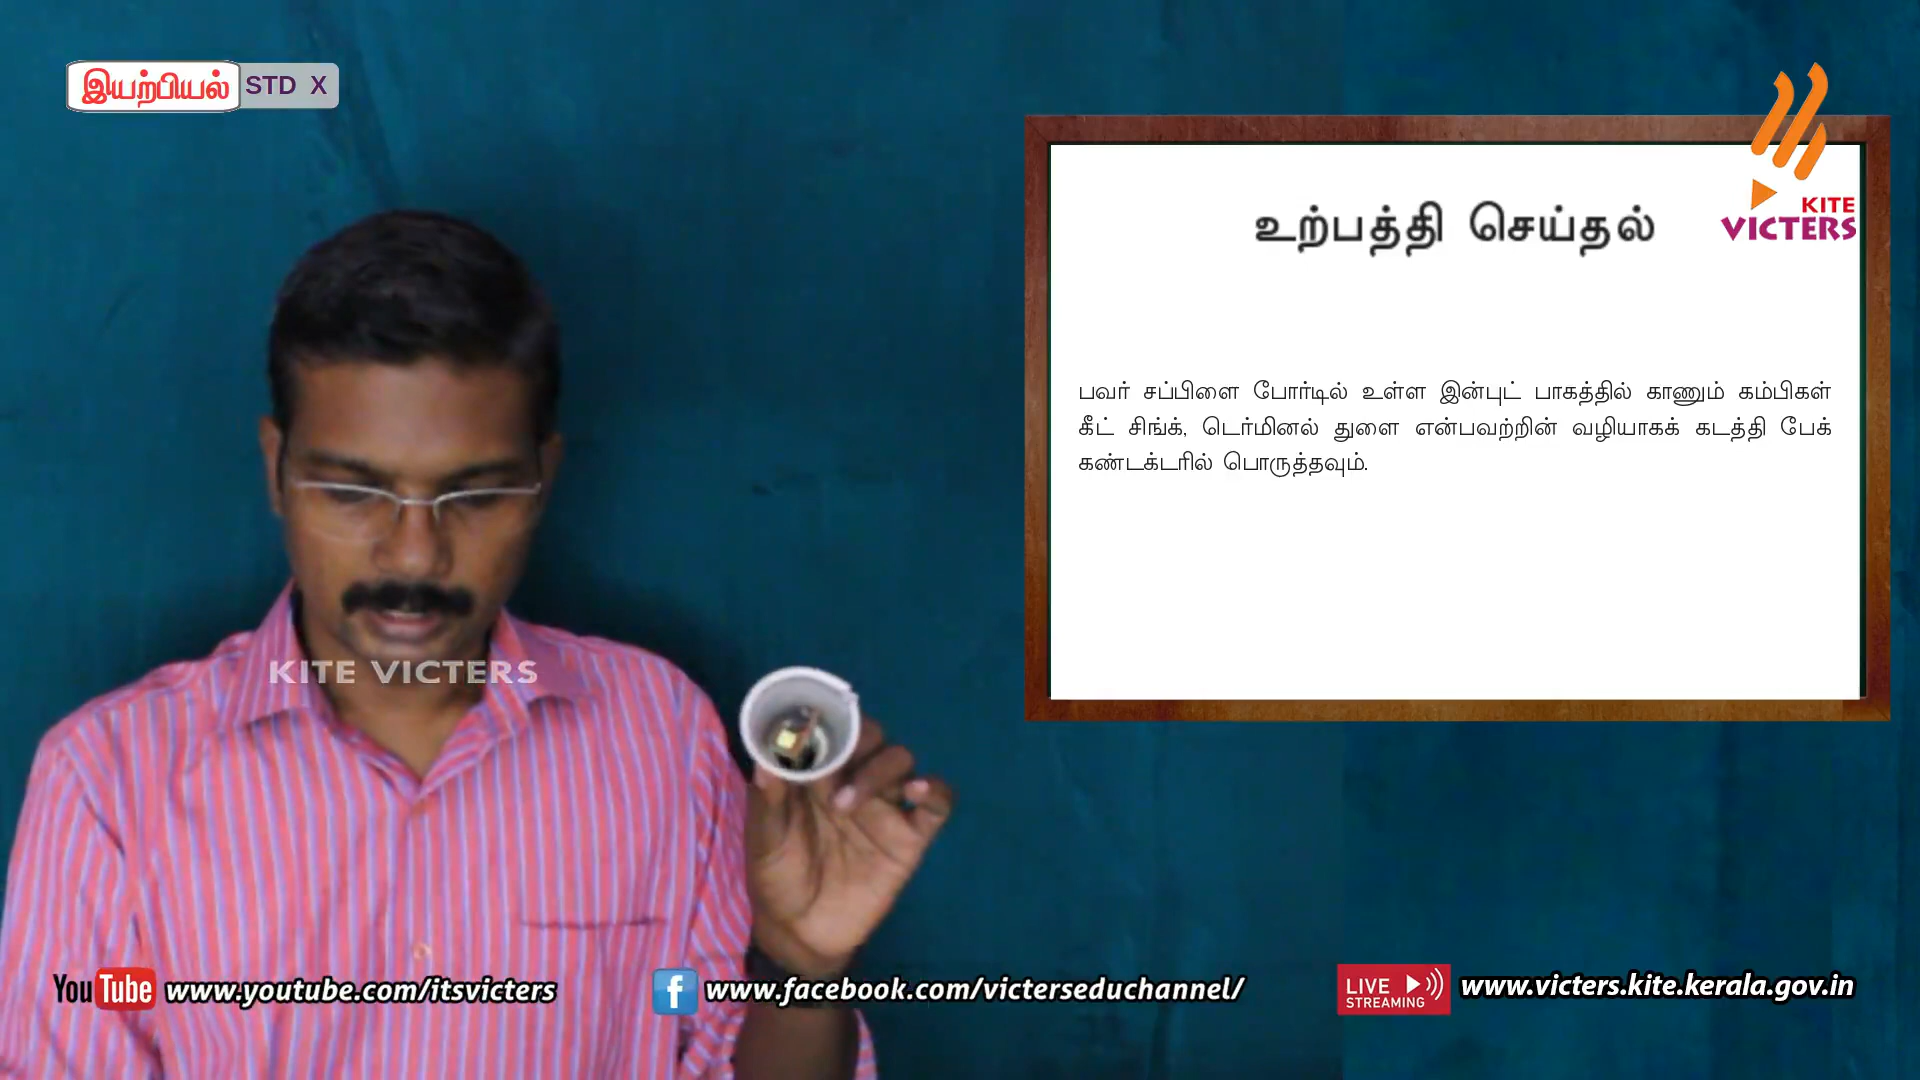 இயற்பியல் STD X
KITE
VICTERS
உற்பத்தி செய்தல்
பவர் சப்பிளை போர்டில் உள்ள இன்புட் பாகத்தில் காணும் கம்பிகள்
கீட் சிங்க், டெர்மினல் துளை என்பவற்றின் வழியாகக் கடத்தி பேக்
கண்டக்டரில் பொருத்தவும்.
KITE VICTERS
YouTube www.youtube.com/itsvicters
f www.facebook.com/victerseduchannel/
LIVE STREAMING www.victers.kite.kerala.gov.in